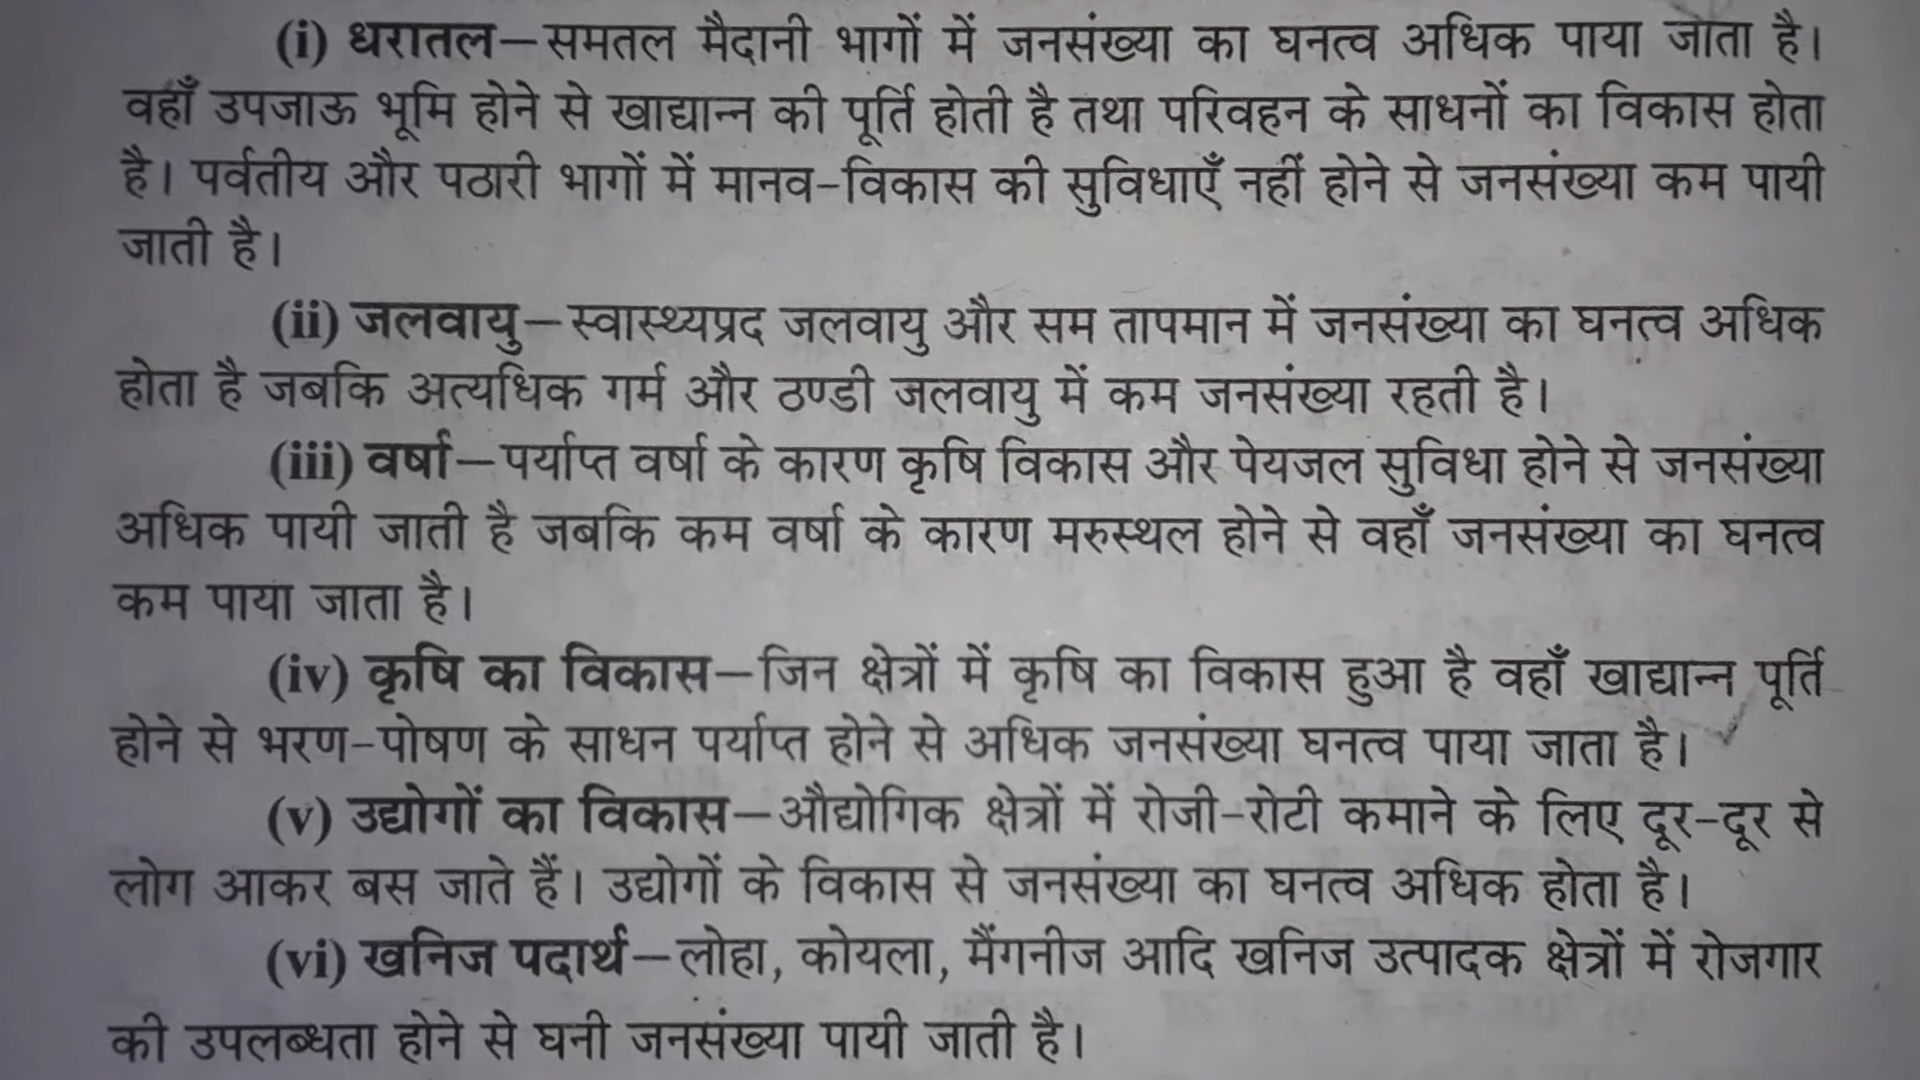 (i) धरातल—समतल मैदानी भागों में जनसंख्या का घनत्व अधिक पाया जाता है।
वहाँ उपजाऊ भूमि होने से खाद्यान्न की पूर्ति होती है तथा परिवहन के साधनों का विकास होता
है। पर्वतीय और पठारी भागों में मानव-विकास की सुविधाएँ नहीं होने से जनसंख्या कम पायी
जाती है।
(ii) जलवायु—स्वास्थ्यप्रद जलवायु और सम तापमान में जनसंख्या का घनत्व अधिक
होता है जबकि अत्यधिक गर्म और ठण्डी जलवायु में कम जनसंख्या रहती है।
(iii) वर्षा—पर्याप्त वर्षा के कारण कृषि विकास और पेयजल सुविधा होने से जनसंख्या
अधिक पायी जाती है जबकि कम वर्षा के कारण मरुस्थल होने से वहाँ जनसंख्या का घनत्व
कम पाया जाता है।
(iv) कृषि का विकास—जिन क्षेत्रों में कृषि का विकास हुआ है वहाँ खाद्यान्न पूर्ति
होने से भरण-पोषण के साधन पर्याप्त होने से अधिक जनसंख्या घनत्व पाया जाता है।
(v) उद्योगों का विकास—औद्योगिक क्षेत्रों में रोजी-रोटी कमाने के लिए दूर-दूर से
लोग आकर बस जाते हैं। उद्योगों के विकास से जनसंख्या का घनत्व अधिक होता है।
(vi) खनिज पदार्थ—लोहा, कोयला, मैंगनीज आदि खनिज उत्पादक क्षेत्रों में रोजगार
की उपलब्धता होने से घनी जनसंख्या पायी जाती है।